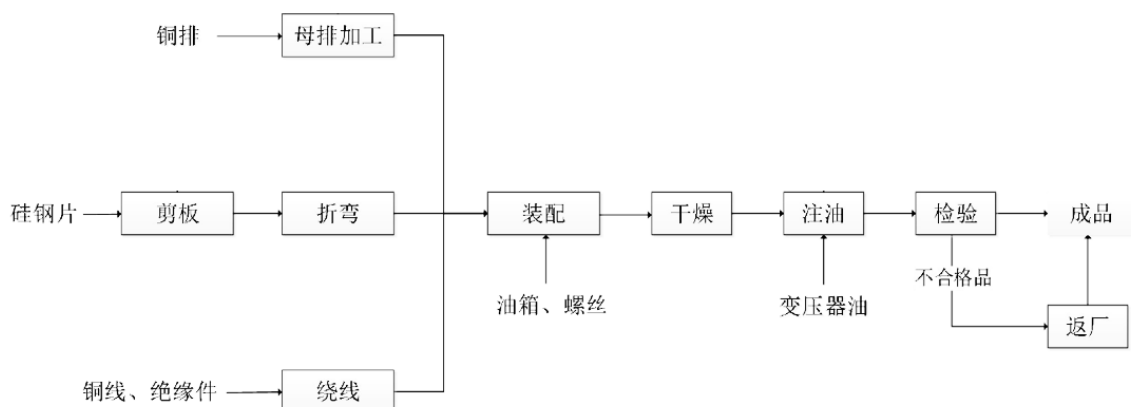 铜排
母排加工
硅钢片
剪板
折弯
装配
干燥
注油
检验
成品
不合格品
油箱、螺丝
变压器油
返厂
铜线、绝缘件
绕线